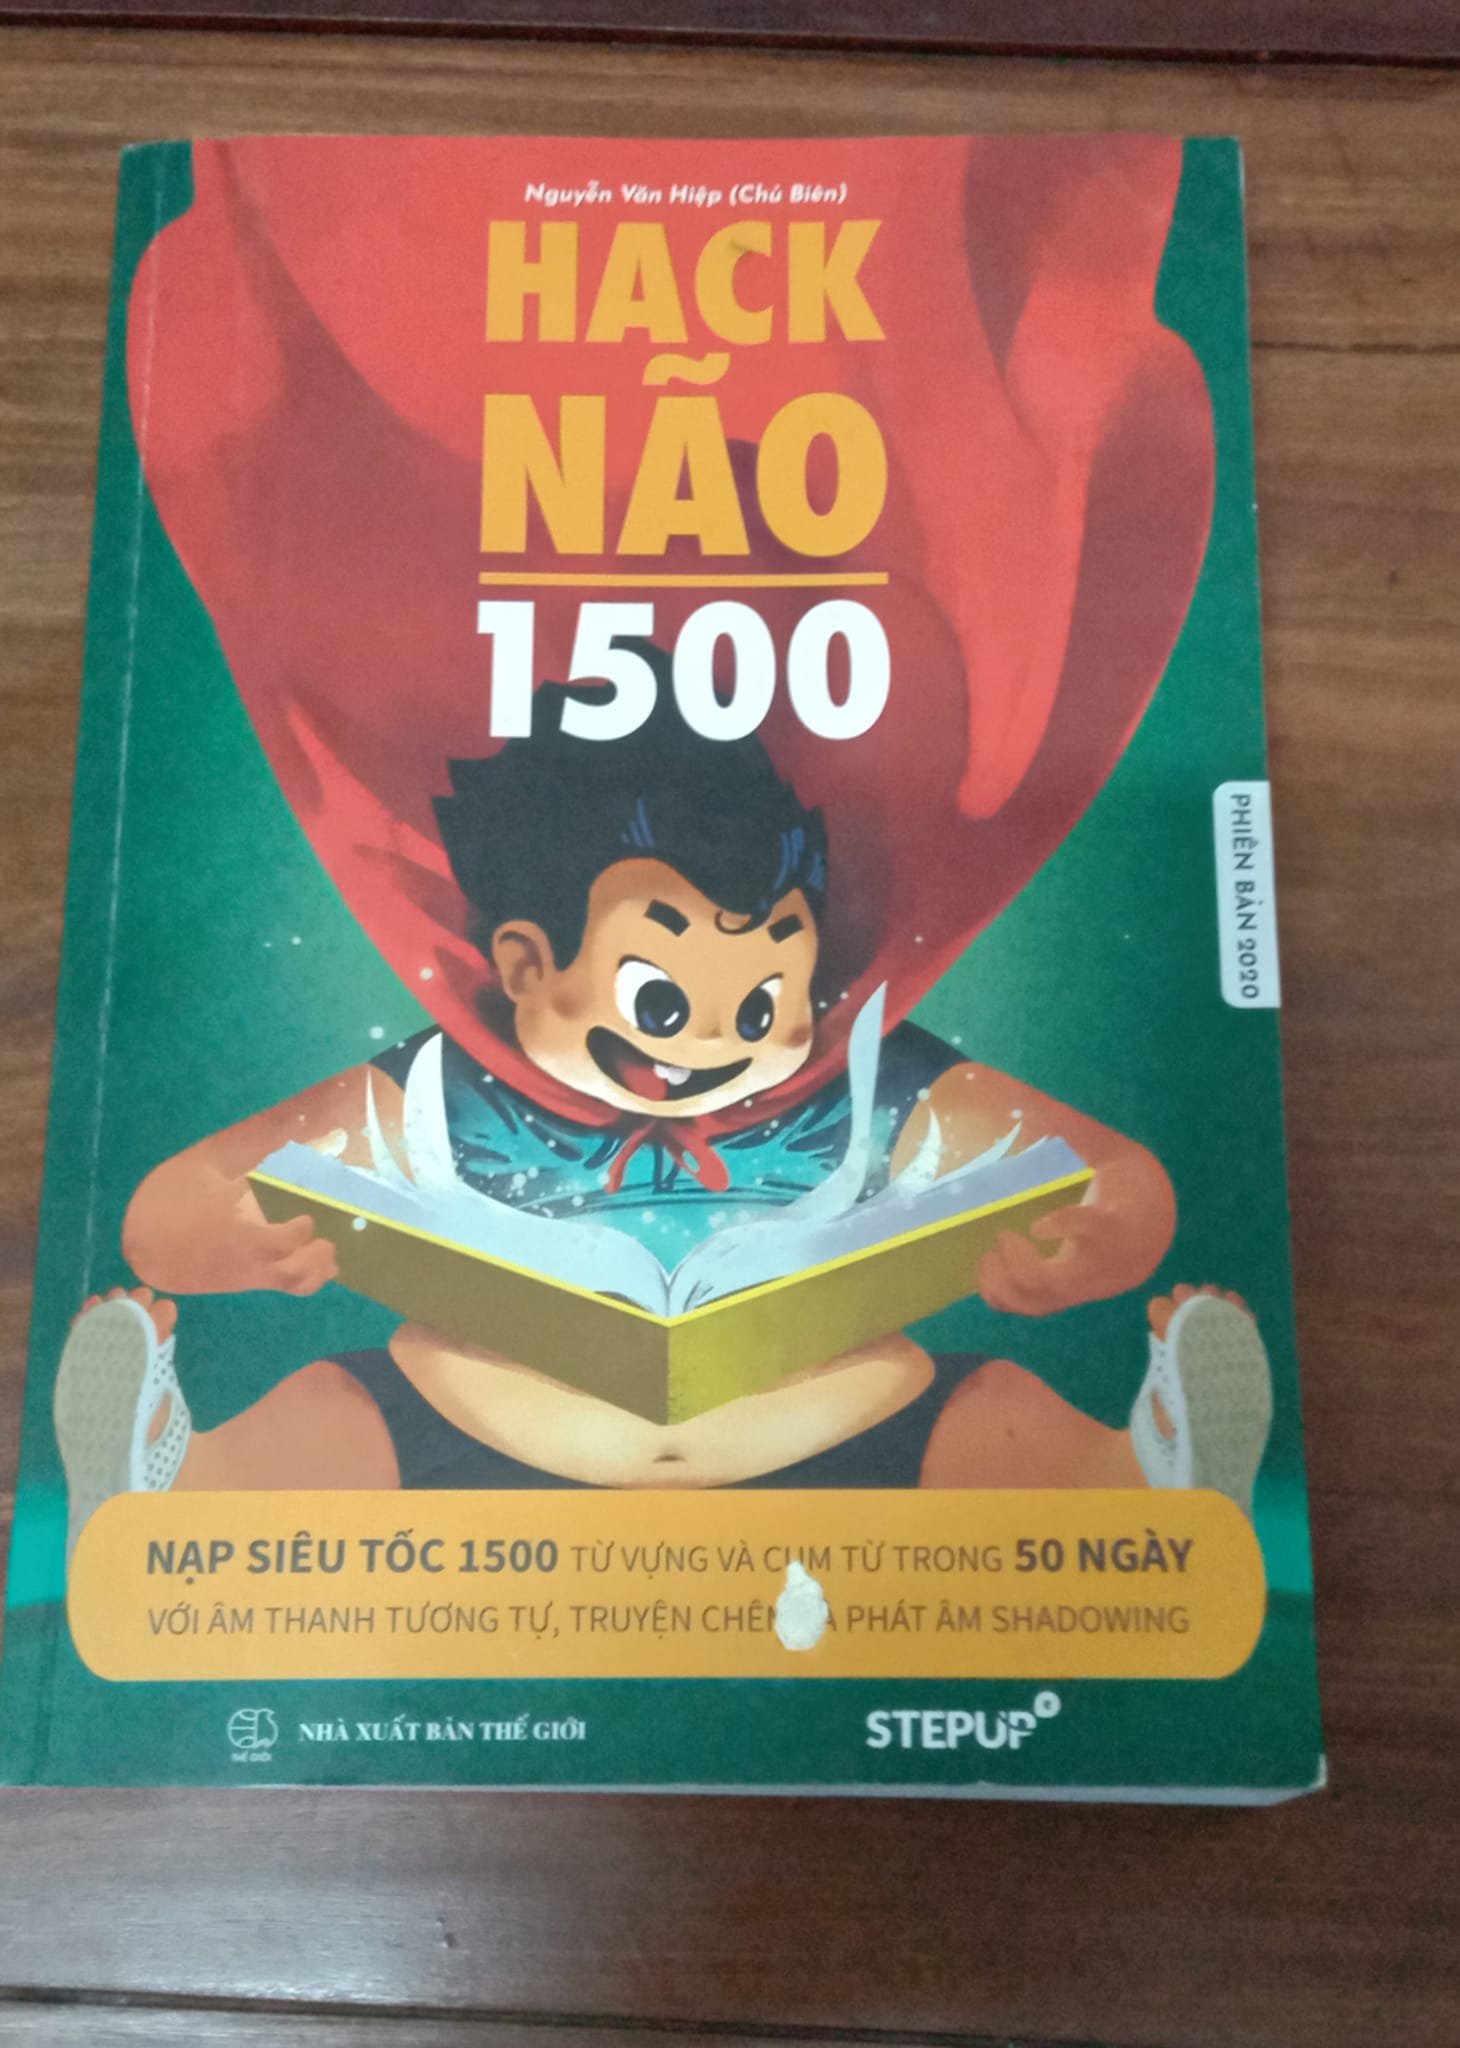 Nguyễn Văn Hiệp (Chủ Biên)
HACK
NÃO
1500
PHIÊN BẢN 2020
NẠP SIÊU TỐC 1500 TỪ VỰNG VÀ CỤM TỪ TRONG 50 NGÀY
VỚI ÂM THANH TƯƠNG TỰ, TRUYỆN CHÊM PHÁT ÂM SHADOWING
THẾ GIỚI
NHÀ XUẤT BẢN THẾ GIỚI
STEPUP